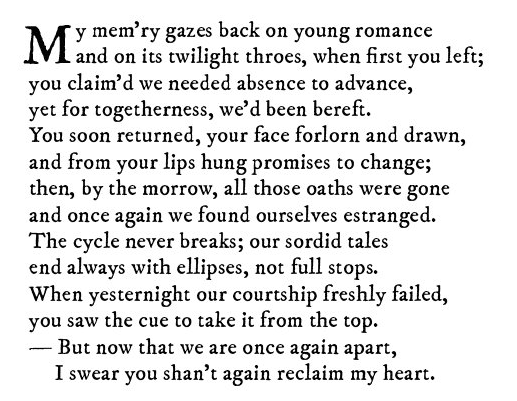 My mem'ry gazes back on young romance
and on its twilight throes, when first you left;
you claim'd we needed absence to advance,
yet for togetherness, we'd been bereft.
You soon returned, your face forlorn and drawn,
and from your lips hung promises to change;
then, by the morrow, all those oaths were gone
and once again we found ourselves estranged.
The cycle never breaks; our sordid tales
end always with ellipses, not full stops.
When yesternight our courtship freshly failed,
you saw the cue to take it from the top.
— But now that we are once again apart,
I swear you shan't again reclaim my heart.